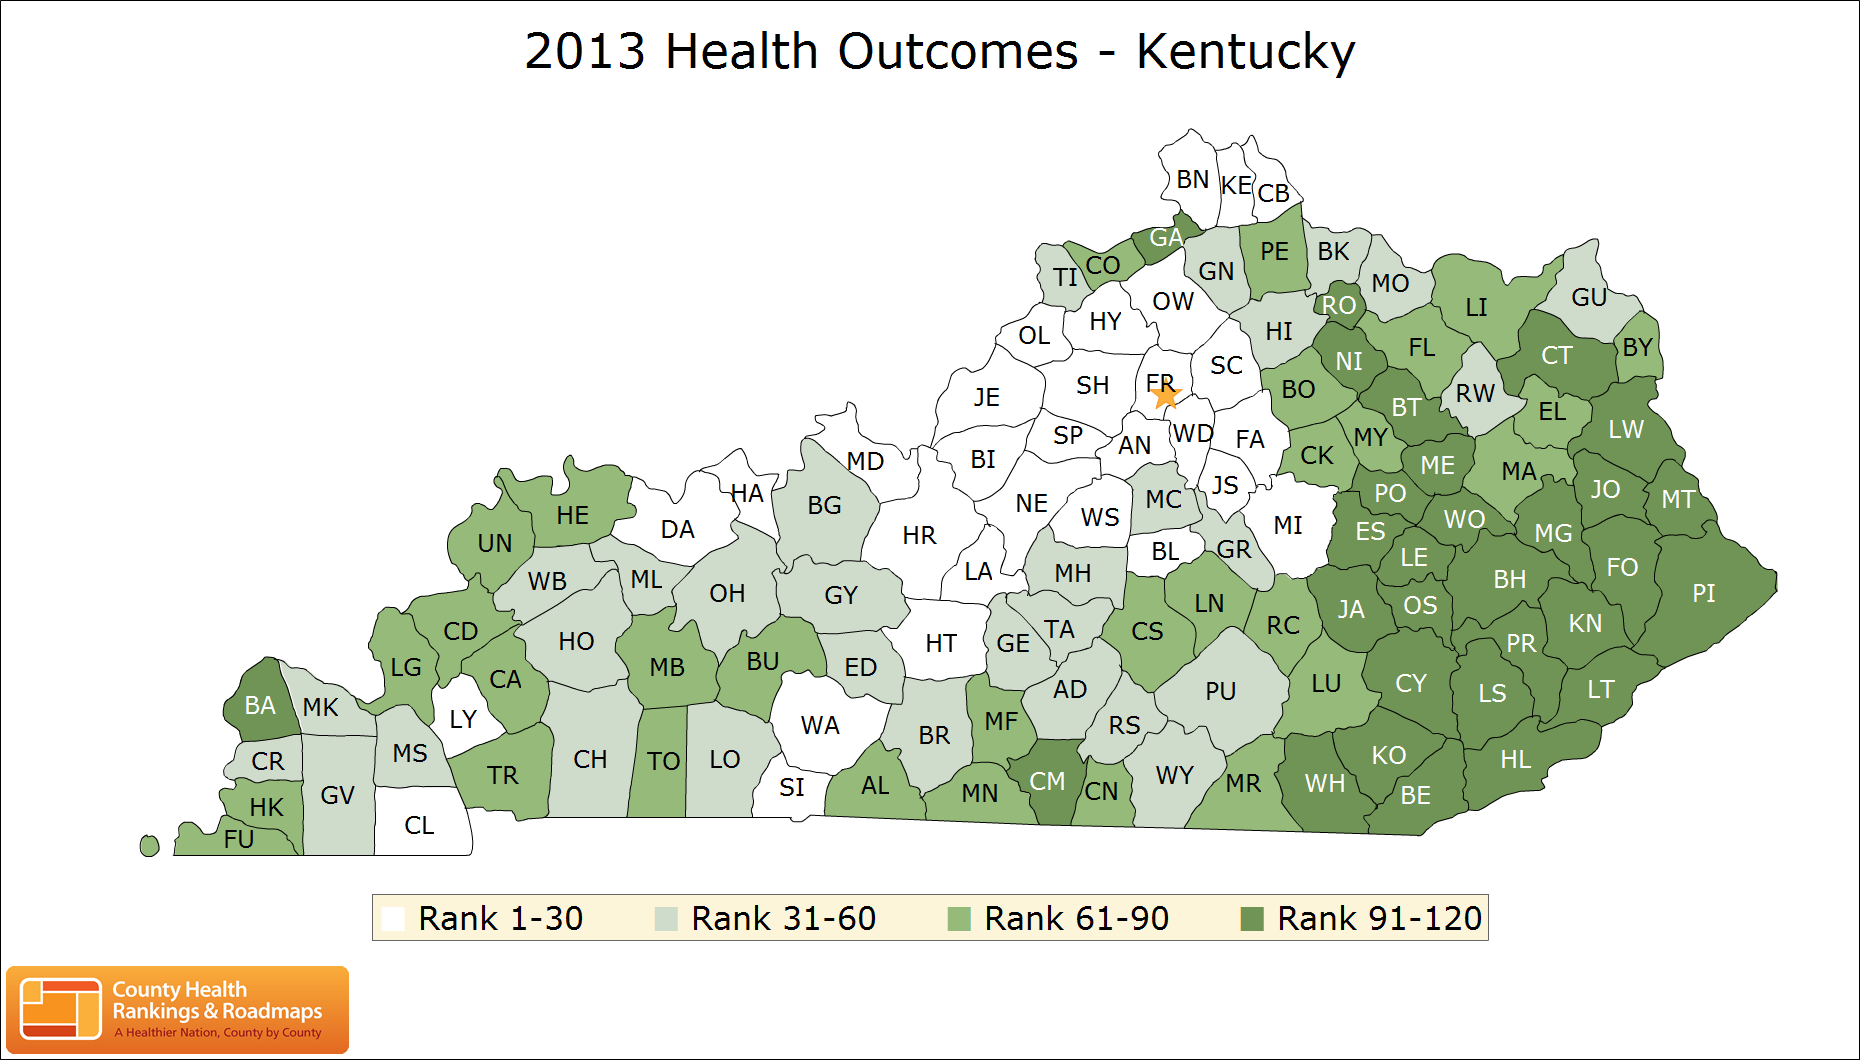 2013 Health Outcomes - Kentucky
BN KE CB
GA PE BK
TI CO GN MO GU
OW RO LI
OL HY HI
FL BY
SC NI CT
JE SH FR BO RW
BT EL
SP AN WD FA MY LW
BI CK
MD ME MA
HA BG NE MC JS PO JO MT
HE DA WS MI WO
UN HR BL GR ES MG
LA MH LE FO
WB ML OH GY BH PI
LN JA OS
CD HO HT GE TA CS RC PR KN
LG MB BU ED
CA AD PU LU CY LS LT
BA MK LY WA BR MF RS
CR MS TR CH TO LO WY KO HL
GV SI AL MN CM CN MR WH BE
HK CL
FU
Rank 1-30 Rank 31-60 Rank 61-90 Rank 91-120
County Health
Rankings & Roadmaps
A Healthier Nation, County by County